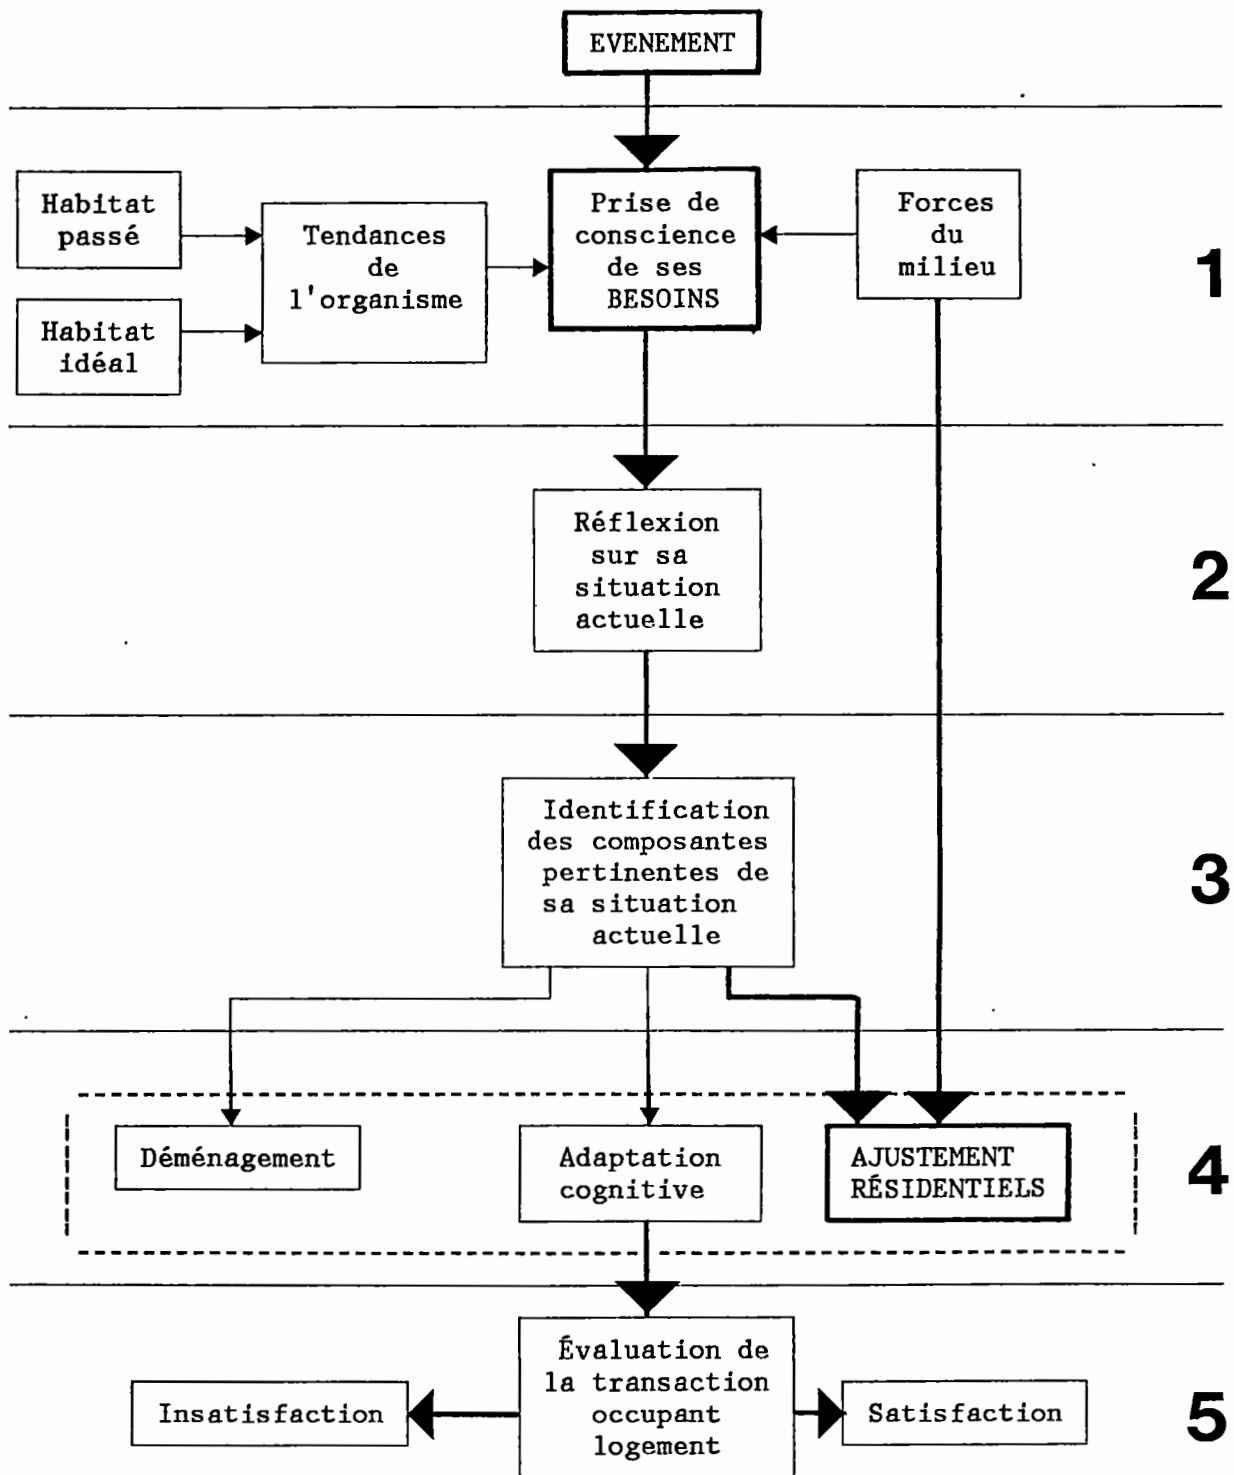 EVENEMENT
Habitat
passé
Habitat
idéal
Tendances
de
l'organisme
Prise de
conscience
de ses
BESOINS
Forces
du
milieu
1
Réflexion
sur sa
situation
actuelle
2
Identification
des composantes
pertinentes de
sa situation
actuelle
3
Déménagement
Adaptation
cognitive
AJUSTEMENT
RÉSIDENTIELS
4
Évaluation de
la transaction
occupant
logement
Insatisfaction
Satisfaction
5